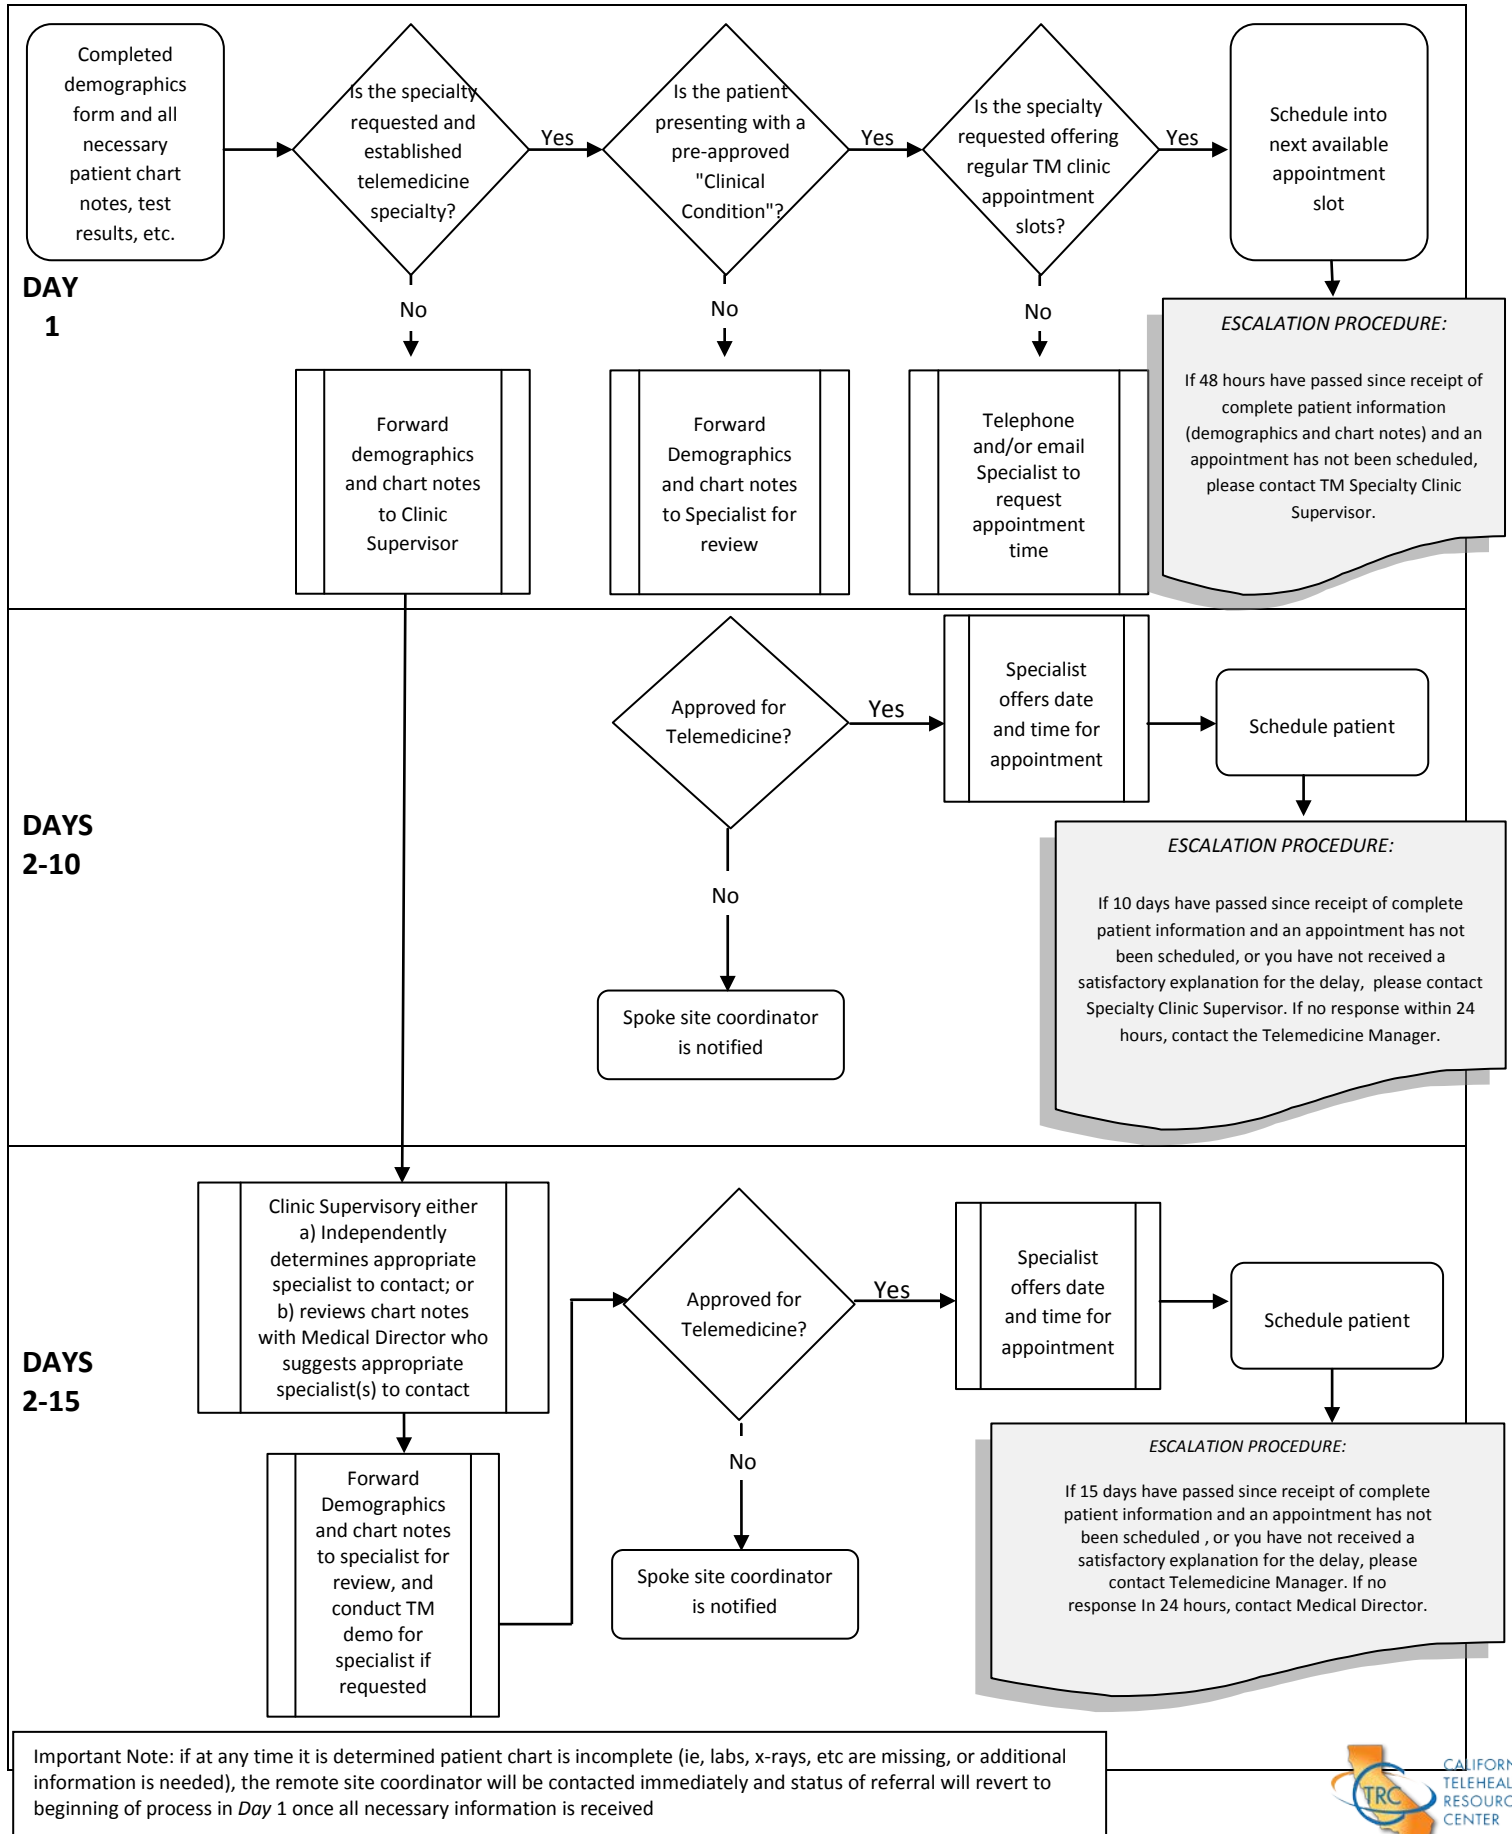 Completed
demographics
form and all
necessary
patient chart
notes, test
results, etc.
Is the specialty
requested and
established
telemedicine
specialty?
Yes
Is the patient
presenting with a
pre-approved
"Clinical
Condition"?
Yes
Is the specialty
requested offering
regular TM clinic
appointment
slots?
Yes
Schedule into
next available
appointment
slot
DAY
1
No
No
No
Forward
demographics
and chart notes
to Clinic
Supervisor
Forward
Demographics
and chart notes
to Specialist for
review
Telephone
and/or email
Specialist to
request
appointment
time
ESCALATION PROCEDURE:
If 48 hours have passed since receipt of
complete patient information
(demographics and chart notes) and an
appointment has not been scheduled,
please contact TM Specialty Clinic
Supervisor.
DAYS
2-10
Approved for
Telemedicine?
Yes
Specialist
offers date
and time for
appointment
Schedule patient
No
Spoke site coordinator
is notified
ESCALATION PROCEDURE:
If 10 days have passed since receipt of complete
patient information and an appointment has not
been scheduled, or you have not received a
satisfactory explanation for the delay, please contact
Specialty Clinic Supervisor. If no response within 24
hours, contact the Telemedicine Manager.
DAYS
2-15
Clinic Supervisory either
a) Independently
determines appropriate
specialist to contact; or
b) reviews chart notes
with Medical Director who
suggests appropriate
specialist(s) to contact
Forward
Demographics
and chart notes
to specialist for
review, and
conduct TM
demo for
specialist if
requested
Approved for
Telemedicine?
Yes
Specialist
offers date
and time for
appointment
Schedule patient
No
Spoke site coordinator
is notified
ESCALATION PROCEDURE:
If 15 days have passed since receipt of complete
patient information and an appointment has not
been scheduled , or you have not received a
satisfactory explanation for the delay, please
contact Telemedicine Manager. If no
response In 24 hours, contact Medical Director.
Important Note: if at any time it is determined patient chart is incomplete (ie, labs, x-rays, etc are missing, or additional
information is needed), the remote site coordinator will be contacted immediately and status of referral will revert to
beginning of process in Day 1 once all necessary information is received
TRC
CALIFORN
TELEHEAL
RESOURC
CENTER